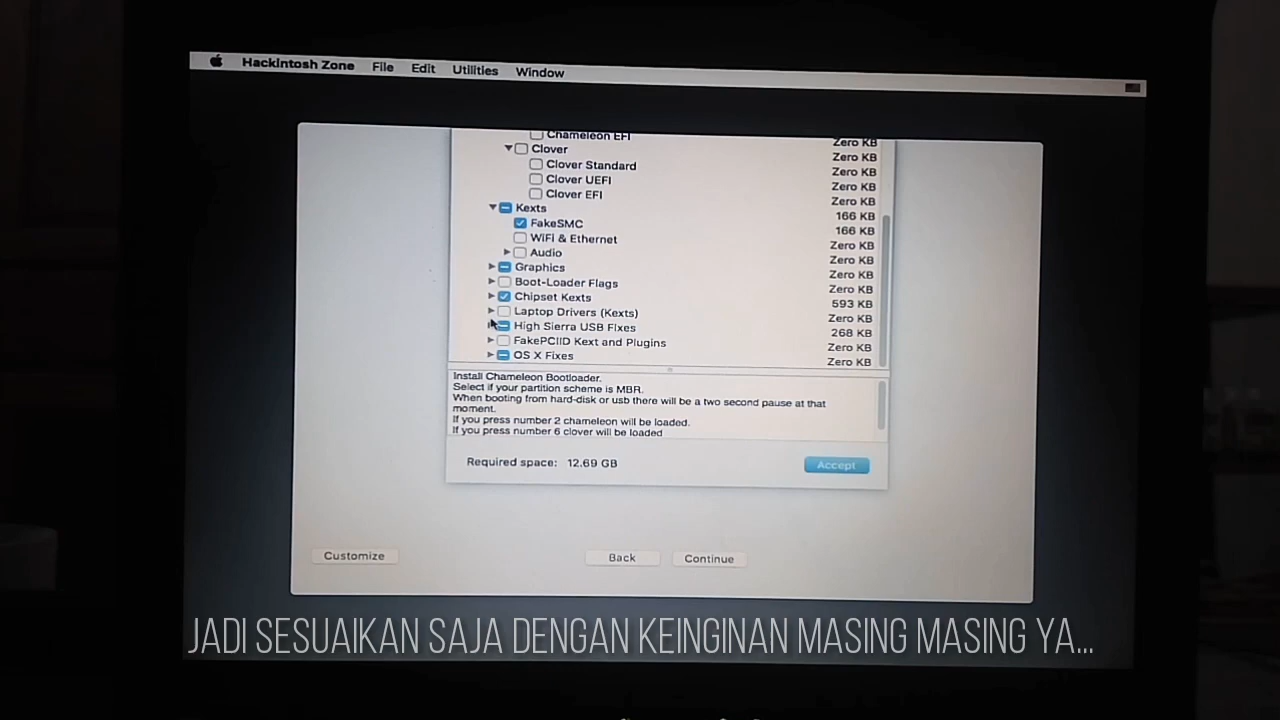 Hackintosh Zone File Edit Utilities Window
Chameleon EFI Zero KB
Clover Zero KB
Clover Standard Zero KB
Clover UEFI Zero KB
Clover EFI Zero KB
Kexts 166 KB
FakeSMC 166 KB
WiFi & Ethernet Zero KB
Audio Zero KB
Graphics Zero KB
Boot-Loader Flags Zero KB
Chipset Kexts 593 KB
Laptop Drivers (Kexts) Zero KB
High Sierra USB Fixes 268 KB
FakePCIID Kext and Plugins Zero KB
OS X Fixes Zero KB
Install Chameleon Bootloader.
Select if your partition scheme is MBR.
When booting from hard-disk or usb there will be a two second pause at that
moment.
If you press number 2 chameleon will be loaded.
If you press number 6 clover will be loaded
Required space: 12.69 GB Accept
Customize Back Continue
JADI SESUAIKAN SAJA DENGAN KEINGINAN MASING MASING YA...